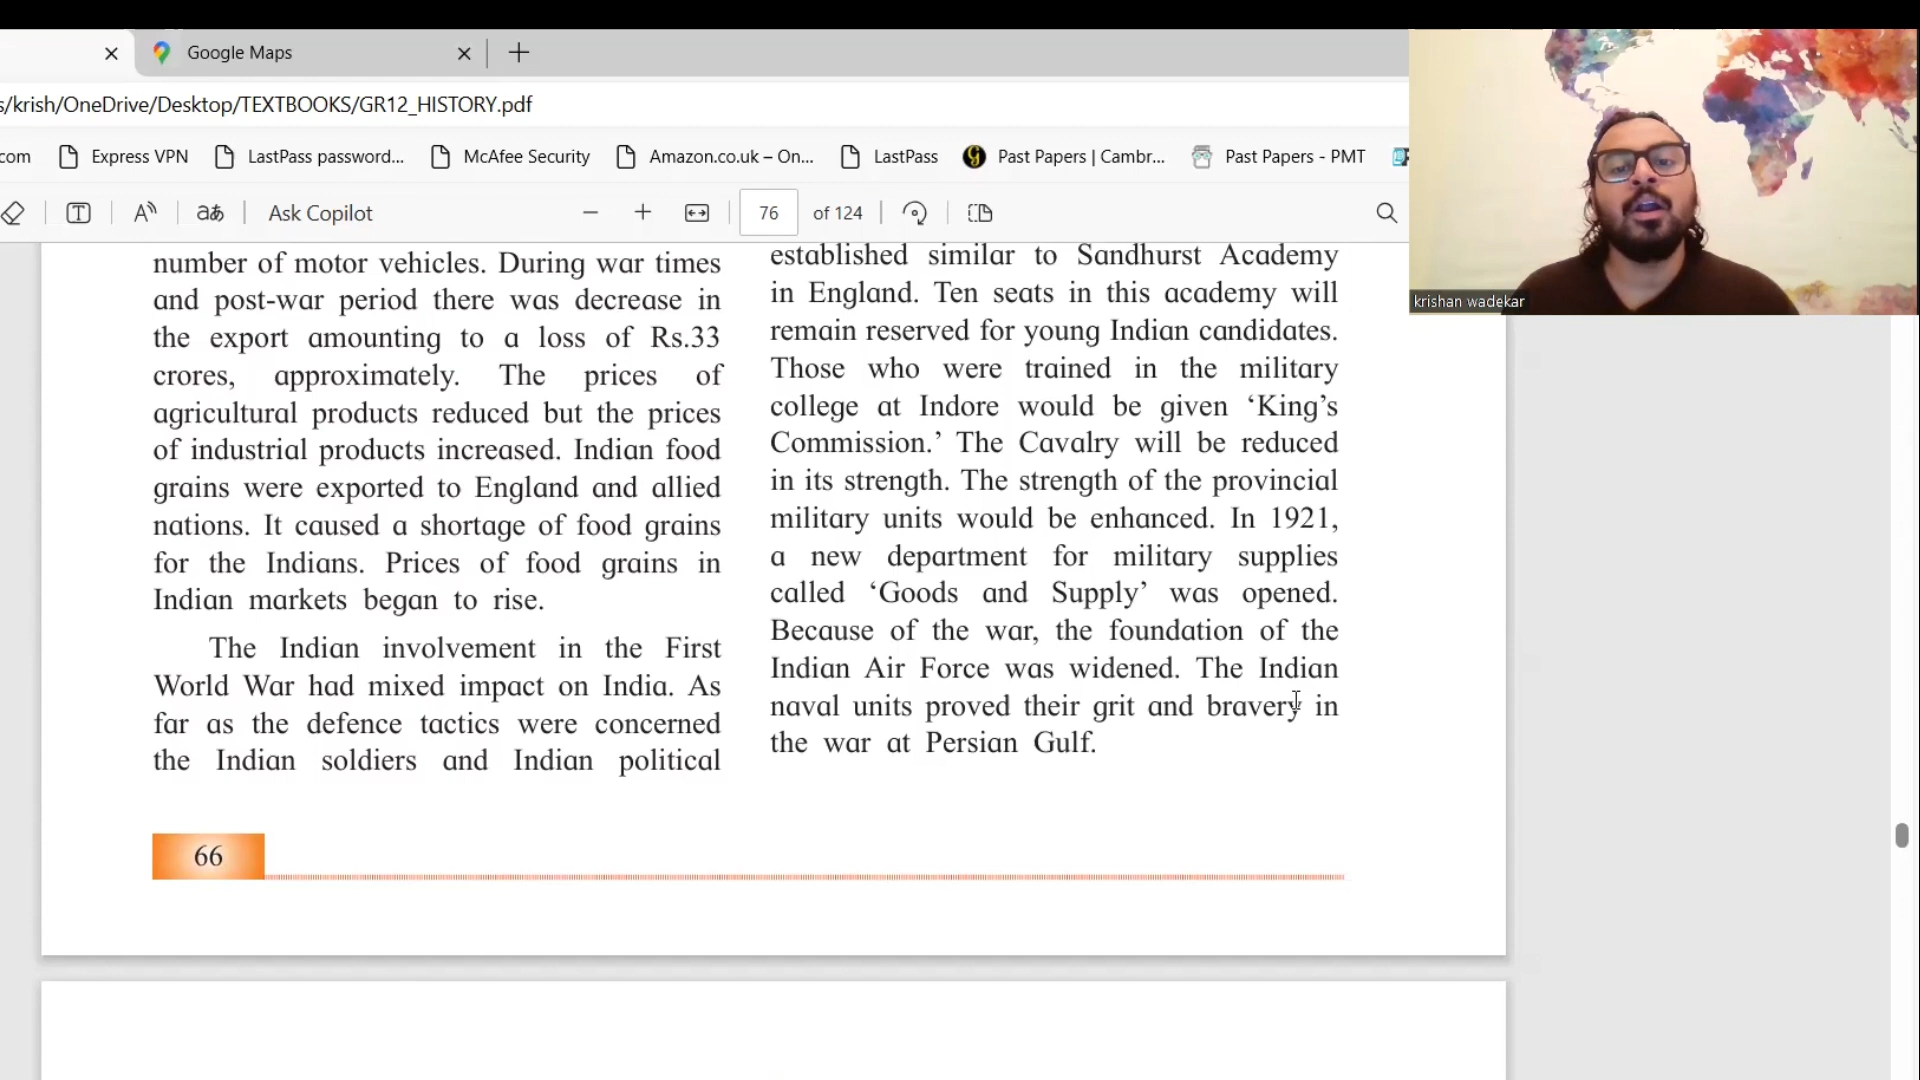 Google Maps
s/krish/OneDrive/Desktop/TEXTBOOKS/GR12_HISTORY.pdf
com Express VPN LastPass password... McAfee Security Amazon.co.uk – On... LastPass Past Papers | Cambr... Past Papers - PMT
Ask Copilot 76 of 124
krishan wadekar
number of motor vehicles. During war times
and post-war period there was decrease in
the export amounting to a loss of Rs.33
crores, approximately. The prices of
agricultural products reduced but the prices
of industrial products increased. Indian food
grains were exported to England and allied
nations. It caused a shortage of food grains
for the Indians. Prices of food grains in
Indian markets began to rise.
The Indian involvement in the First
World War had mixed impact on India. As
far as the defence tactics were concerned
the Indian soldiers and Indian political
established similar to Sandhurst Academy
in England. Ten seats in this academy will
remain reserved for young Indian candidates.
Those who were trained in the military
college at Indore would be given ‘King’s
Commission.’ The Cavalry will be reduced
in its strength. The strength of the provincial
military units would be enhanced. In 1921,
a new department for military supplies
called ‘Goods and Supply’ was opened.
Because of the war, the foundation of the
Indian Air Force was widened. The Indian
naval units proved their grit and bravery in
the war at Persian Gulf.
66